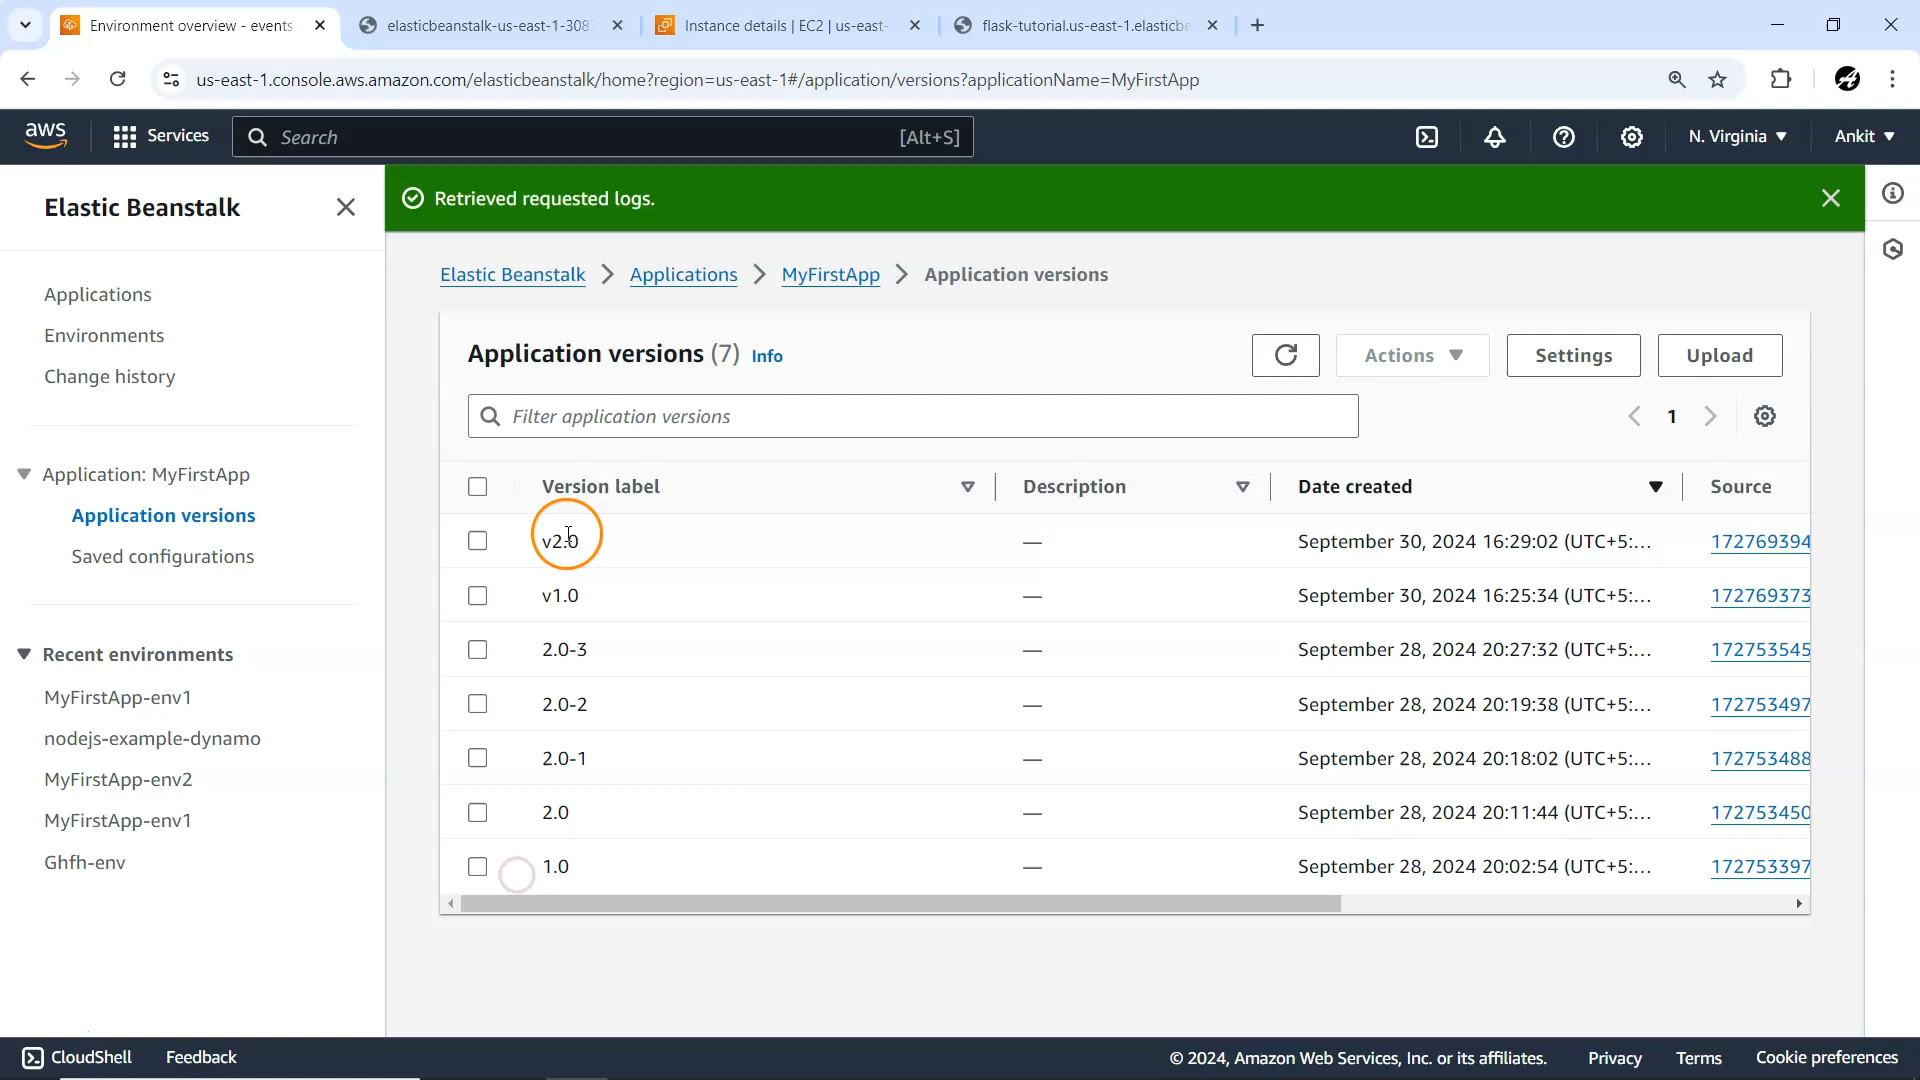 Environment overview - events
elasticbeanstalk-us-east-1-308
Instance details | EC2 | us-east-
flask-tutorial.us-east-1.elasticbe
us-east-1.console.aws.amazon.com/elasticbeanstalk/home?region=us-east-1#/application/versions?applicationName=MyFirstApp
aws
Services
Search
[Alt+S]
N. Virginia
Ankit
Elastic Beanstalk
Applications
Environments
Change history
Application: MyFirstApp
Application versions
Saved configurations
Recent environments
MyFirstApp-env1
nodejs-example-dynamo
MyFirstApp-env2
MyFirstApp-env1
Ghfh-env
Retrieved requested logs.
Elastic Beanstalk > Applications > MyFirstApp > Application versions
Application versions (7) Info
Actions
Settings
Upload
Filter application versions
1
Version label Description Date created Source
v2.0 — September 30, 2024 16:29:02 (UTC+5:... 172769394
v1.0 — September 30, 2024 16:25:34 (UTC+5:... 172769373
2.0-3 — September 28, 2024 20:27:32 (UTC+5:... 172753545
2.0-2 — September 28, 2024 20:19:38 (UTC+5:... 172753497
2.0-1 — September 28, 2024 20:18:02 (UTC+5:... 172753488
2.0 — September 28, 2024 20:11:44 (UTC+5:... 172753450
1.0 — September 28, 2024 20:02:54 (UTC+5:... 172753397
CloudShell
Feedback
© 2024, Amazon Web Services, Inc. or its affiliates.
Privacy
Terms
Cookie preferences